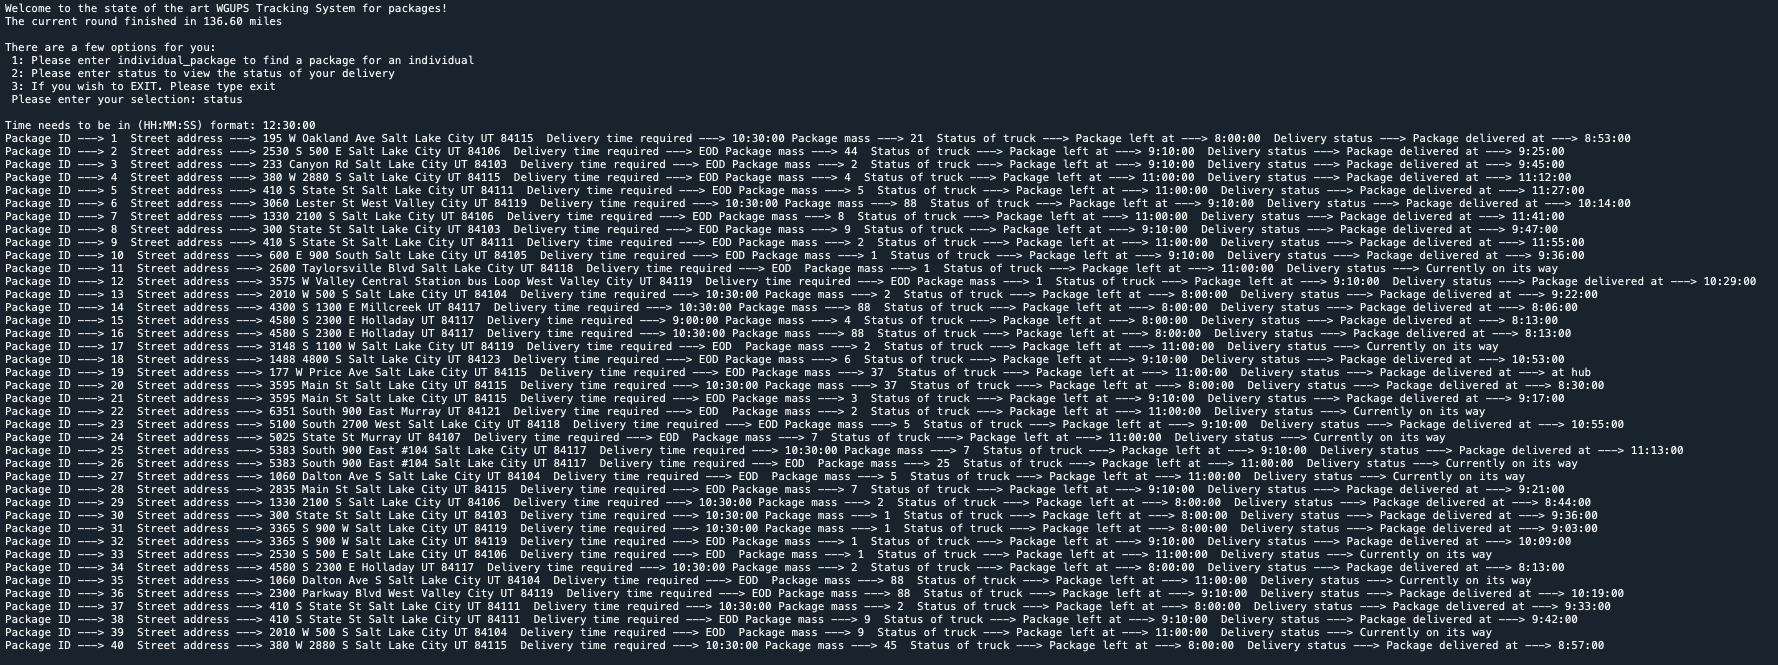 Welcome to the state of the art WGUPS Tracking System for packages!
The current round finished in 136.60 miles
There are a few options for you:
1: Please enter individual_package to find a package for an individual
2: Please enter status to view the status of your delivery
3: If you wish to EXIT. Please type exit
Please enter your selection: status
Time needs to be in (HH:MM:SS) format: 12:30:00
Package ID ———> 1  Street address ———> 195 W Oakland Ave Salt Lake City UT 84115  Delivery time required ———> 10:30:00 Package mass ———> 21  Status of truck ———> Package left at ———> 8:00:00  Delivery status ———> Package delivered at ———> 8:53:00
Package ID ———> 2  Street address ———> 2530 S 500 E Salt Lake City UT 84106  Delivery time required ———> EOD Package mass ———> 44  Status of truck ———> Package left at ———> 9:10:00  Delivery status ———> Package delivered at ———> 9:25:00
Package ID ———> 3  Street address ———> 233 Canyon Rd Salt Lake City UT 84103  Delivery time required ———> EOD Package mass ———> 2  Status of truck ———> Package left at ———> 9:10:00  Delivery status ———> Package delivered at ———> 9:45:00
Package ID ———> 4  Street address ———> 380 W 2880 S Salt Lake City UT 84115  Delivery time required ———> EOD Package mass ———> 4  Status of truck ———> Package left at ———> 11:00:00  Delivery status ———> Package delivered at ———> 11:12:00
Package ID ———> 5  Street address ———> 410 S State St Salt Lake City UT 84111  Delivery time required ———> EOD Package mass ———> 5  Status of truck ———> Package left at ———> 11:00:00  Delivery status ———> Package delivered at ———> 11:27:00
Package ID ———> 6  Street address ———> 3060 Lester St West Valley City UT 84119  Delivery time required ———> 10:30:00 Package mass ———> 88  Status of truck ———> Package left at ———> 9:10:00  Delivery status ———> Package delivered at ———> 10:14:00
Package ID ———> 7  Street address ———> 1330 2100 S Salt Lake City UT 84106  Delivery time required ———> EOD Package mass ———> 8  Status of truck ———> Package left at ———> 11:00:00  Delivery status ———> Package delivered at ———> 11:41:00
Package ID ———> 8  Street address ———> 300 State St Salt Lake City UT 84103  Delivery time required ———> EOD Package mass ———> 9  Status of truck ———> Package left at ———> 9:10:00  Delivery status ———> Package delivered at ———> 9:47:00
Package ID ———> 9  Street address ———> 410 S State St Salt Lake City UT 84111  Delivery time required ———> EOD Package mass ———> 2  Status of truck ———> Package left at ———> 11:00:00  Delivery status ———> Package delivered at ———> 11:55:00
Package ID ———> 10  Street address ———> 600 E 900 South Salt Lake City UT 84105  Delivery time required ———> EOD Package mass ———> 1  Status of truck ———> Package left at ———> 9:10:00  Delivery status ———> Package delivered at ———> 9:36:00
Package ID ———> 11  Street address ———> 2600 Taylorsville Blvd Salt Lake City UT 84118  Delivery time required ———> EOD  Package mass ———> 1  Status of truck ———> Package left at ———> 11:00:00  Delivery status ———> Currently on its way
Package ID ———> 12  Street address ———> 3575 W Valley Central Station bus Loop West Valley City UT 84119  Delivery time required ———> EOD Package mass ———> 1  Status of truck ———> Package left at ———> 9:10:00  Delivery status ———> Package delivered at ———> 10:29:00
Package ID ———> 13  Street address ———> 2010 W 500 S Salt Lake City UT 84104  Delivery time required ———> 10:30:00 Package mass ———> 2  Status of truck ———> Package left at ———> 8:00:00  Delivery status ———> Package delivered at ———> 9:22:00
Package ID ———> 14  Street address ———> 4300 S 1300 E Millcreek UT 84117  Delivery time required ———> 10:30:00 Package mass ———> 88  Status of truck ———> Package left at ———> 8:00:00  Delivery status ———> Package delivered at ———> 8:06:00
Package ID ———> 15  Street address ———> 4580 S 2300 E Holladay UT 84117  Delivery time required ———> 9:00:00 Package mass ———> 4  Status of truck ———> Package left at ———> 8:00:00  Delivery status ———> Package delivered at ———> 8:13:00
Package ID ———> 16  Street address ———> 4580 S 2300 E Holladay UT 84117  Delivery time required ———> 10:30:00 Package mass ———> 88  Status of truck ———> Package left at ———> 8:00:00  Delivery status ———> Package delivered at ———> 8:13:00
Package ID ———> 17  Street address ———> 3148 S 1100 W Salt Lake City UT 84119  Delivery time required ———> EOD  Package mass ———> 2  Status of truck ———> Package left at ———> 11:00:00  Delivery status ———> Currently on its way
Package ID ———> 18  Street address ———> 1488 4800 S Salt Lake City UT 84123  Delivery time required ———> EOD Package mass ———> 6  Status of truck ———> Package left at ———> 9:10:00  Delivery status ———> Package delivered at ———> 10:53:00
Package ID ———> 19  Street address ———> 177 W Price Ave Salt Lake City UT 84115  Delivery time required ———> EOD Package mass ———> 37  Status of truck ———> Package left at ———> 11:00:00  Delivery status ———> Package delivered at ———> at hub
Package ID ———> 20  Street address ———> 3595 Main St Salt Lake City UT 84115  Delivery time required ———> 10:30:00 Package mass ———> 37  Status of truck ———> Package left at ———> 8:00:00  Delivery status ———> Package delivered at ———> 8:30:00
Package ID ———> 21  Street address ———> 3595 Main St Salt Lake City UT 84115  Delivery time required ———> EOD Package mass ———> 3  Status of truck ———> Package left at ———> 9:10:00  Delivery status ———> Package delivered at ———> 9:17:00
Package ID ———> 22  Street address ———> 6351 South 900 East Murray UT 84121  Delivery time required ———> EOD  Package mass ———> 2  Status of truck ———> Package left at ———> 11:00:00  Delivery status ———> Currently on its way
Package ID ———> 23  Street address ———> 5100 South 2700 West Salt Lake City UT 84118  Delivery time required ———> EOD Package mass ———> 5  Status of truck ———> Package left at ———> 9:10:00  Delivery status ———> Package delivered at ———> 10:55:00
Package ID ———> 24  Street address ———> 5025 State St Murray UT 84107  Delivery time required ———> EOD  Package mass ———> 7  Status of truck ———> Package left at ———> 11:00:00  Delivery status ———> Currently on its way
Package ID ———> 25  Street address ———> 5383 South 900 East #104 Salt Lake City UT 84117  Delivery time required ———> 10:30:00 Package mass ———> 7  Status of truck ———> Package left at ———> 9:10:00  Delivery status ———> Package delivered at ———> 11:13:00
Package ID ———> 26  Street address ———> 5383 South 900 East #104 Salt Lake City UT 84117  Delivery time required ———> EOD  Package mass ———> 25  Status of truck ———> Package left at ———> 11:00:00  Delivery status ———> Currently on its way
Package ID ———> 27  Street address ———> 1060 Dalton Ave S Salt Lake City UT 84104  Delivery time required ———> EOD  Package mass ———> 5  Status of truck ———> Package left at ———> 11:00:00  Delivery status ———> Currently on its way
Package ID ———> 28  Street address ———> 2835 Main St Salt Lake City UT 84115  Delivery time required ———> EOD Package mass ———> 7  Status of truck ———> Package left at ———> 9:10:00  Delivery status ———> Package delivered at ———> 9:21:00
Package ID ———> 29  Street address ———> 1330 2100 S Salt Lake City UT 84106  Delivery time required ———> 10:30:00 Package mass ———> 2  Status of truck ———> Package left at ———> 8:00:00  Delivery status ———> Package delivered at ———> 8:44:00
Package ID ———> 30  Street address ———> 300 State St Salt Lake City UT 84103  Delivery time required ———> 10:30:00 Package mass ———> 1  Status of truck ———> Package left at ———> 8:00:00  Delivery status ———> Package delivered at ———> 9:36:00
Package ID ———> 31  Street address ———> 3365 S 900 W Salt Lake City UT 84119  Delivery time required ———> 10:30:00 Package mass ———> 1  Status of truck ———> Package left at ———> 8:00:00  Delivery status ———> Package delivered at ———> 9:03:00
Package ID ———> 32  Street address ———> 3365 S 900 W Salt Lake City UT 84119  Delivery time required ———> EOD Package mass ———> 1  Status of truck ———> Package left at ———> 9:10:00  Delivery status ———> Package delivered at ———> 10:09:00
Package ID ———> 33  Street address ———> 2530 S 500 E Salt Lake City UT 84106  Delivery time required ———> EOD  Package mass ———> 1  Status of truck ———> Package left at ———> 11:00:00  Delivery status ———> Currently on its way
Package ID ———> 34  Street address ———> 4580 S 2300 E Holladay UT 84117  Delivery time required ———> 10:30:00 Package mass ———> 2  Status of truck ———> Package left at ———> 8:00:00  Delivery status ———> Package delivered at ———> 8:13:00
Package ID ———> 35  Street address ———> 1060 Dalton Ave S Salt Lake City UT 84104  Delivery time required ———> EOD  Package mass ———> 88  Status of truck ———> Package left at ———> 11:00:00  Delivery status ———> Currently on its way
Package ID ———> 36  Street address ———> 2300 Parkway Blvd West Valley City UT 84119  Delivery time required ———> EOD Package mass ———> 88  Status of truck ———> Package left at ———> 9:10:00  Delivery status ———> Package delivered at ———> 10:19:00
Package ID ———> 37  Street address ———> 410 S State St Salt Lake City UT 84111  Delivery time required ———> 10:30:00 Package mass ———> 2  Status of truck ———> Package left at ———> 8:00:00  Delivery status ———> Package delivered at ———> 9:33:00
Package ID ———> 38  Street address ———> 410 S State St Salt Lake City UT 84111  Delivery time required ———> EOD Package mass ———> 9  Status of truck ———> Package left at ———> 9:10:00  Delivery status ———> Package delivered at ———> 9:42:00
Package ID ———> 39  Street address ———> 2010 W 500 S Salt Lake City UT 84104  Delivery time required ———> EOD  Package mass ———> 9  Status of truck ———> Package left at ———> 11:00:00  Delivery status ———> Currently on its way
Package ID ———> 40  Street address ———> 380 W 2880 S Salt Lake City UT 84115  Delivery time required ———> 10:30:00 Package mass ———> 45  Status of truck ———> Package left at ———> 8:00:00  Delivery status ———> Package delivered at ———> 8:57:00